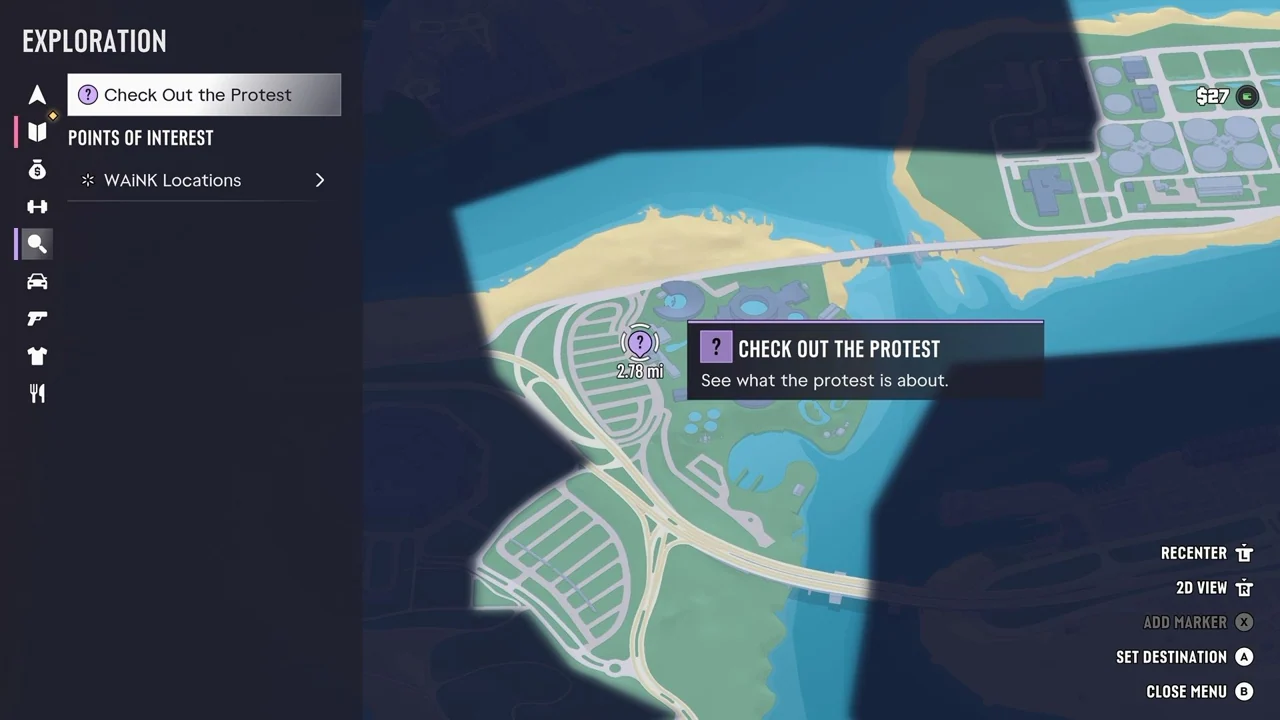 EXPLORATION
? Check Out the Protest
POINTS OF INTEREST
WAiNK Locations
$27
?
2.78 mi
? CHECK OUT THE PROTEST
See what the protest is about.
RECENTER L
2D VIEW R
ADD MARKER X
SET DESTINATION A
CLOSE MENU B